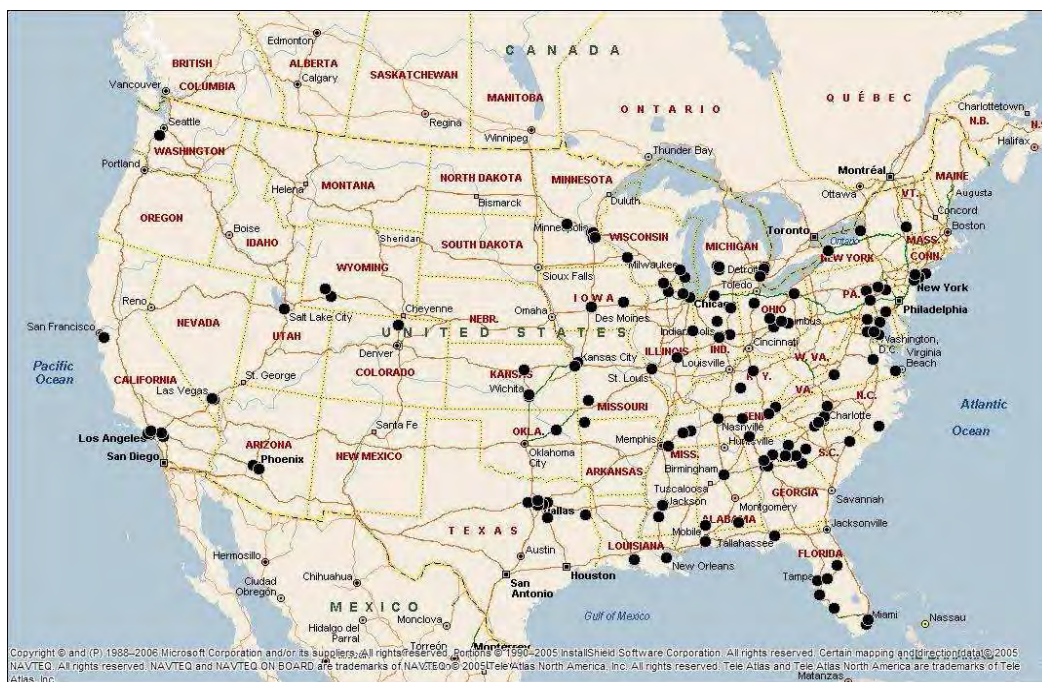 CANADA
Edmonton
BRITISH
COLUMBIA
ALBERTA
Calgary
SASKATCHEWAN
MANITOBA
ONTARIO
QUÉBEC
Charlottetown
N.B.
Halifax
Vancouver
Regina
Winnipeg
Thunder Bay
Seattle
WASHINGTON
Portland
Helena
MONTANA
NORTH DAKOTA
Bismarck
MINNESOTA
Duluth
Montréal
Ottawa
MAINE
VT.
Augusta
Concord
Boston
OREGON
Boise
IDAHO
Sheridan
SOUTH DAKOTA
Minneapolis
WISCONSIN
MICHIGAN
Toronto
Ontario
MASS.
CONN.
NEW YORK
WYOMING
Sioux Falls
Milwaukee
Detroit
Toledo
New York
PA.
Reno
Salt Lake City
Cheyenne
NEBR.
IOWA
Omaha
Des Moines
Chicago
OHIO
Philadelphia
San Francisco
NEVADA
UTAH
UNITED STATES
Indianapolis
Columbus
Washington,
D.C.
Pacific
Ocean
Denver
COLORADO
Kansas City
ILLINOIS
IND.
Cincinnati
W. VA.
Virginia
Beach
CALIFORNIA
St. George
Las Vegas
KANSAS
Wichita
St. Louis
Louisville
KY.
VA.
MISSOURI
N.C.
Atlantic
Ocean
Los Angeles
San Diego
ARIZONA
Phoenix
Santa Fe
NEW MEXICO
OKLA.
Oklahoma
City
Memphis
Nashville
TENN.
Charlotte
Huntsville
ARKANSAS
MISS.
Birmingham
S.C.
Tuscaloosa
GEORGIA
Savannah
Jackson
Montgomery
Dallas
TEXAS
ALABAMA
Mobile
Tallahassee
Jacksonville
LOUISIANA
New Orleans
FLORIDA
Hermosillo
Austin
Houston
San
Antonio
Tampa
Ciudad
Obregón
Chihuahua
MEXICO
Hidalgo del
Parral
Monclova
Torreón
Monterrey
Gulf of Mexico
Miami
Nassau
Copyright © and (P) 1988–2006 Microsoft Corporation and/or its suppliers. All rights reserved. Portions © 1990–2005 InstallShield Software Corporation. All rights reserved. Certain mapping and direction data © 2005
NAVTEQ. All rights reserved. NAVTEQ and NAVTEQ ON BOARD are trademarks of NAVTEQ. © 2005 Tele Atlas North America, Inc. All rights reserved. Tele Atlas and Tele Atlas North America are trademarks of Tele
Atlas, Inc.
Matanzas